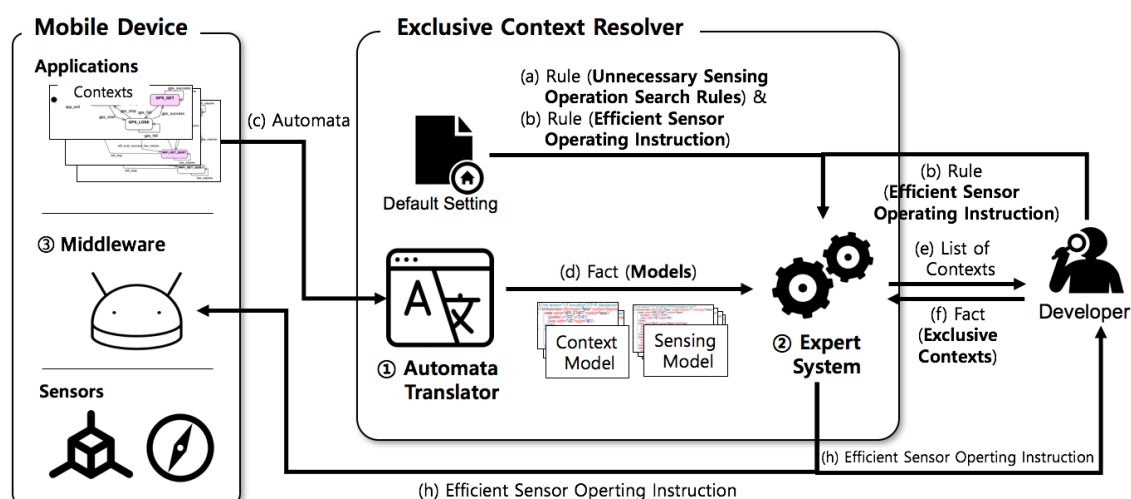 Mobile Device
Applications
Contexts
GPS_GET
GPS_LOSE
③ Middleware
Sensors
(c) Automata
Exclusive Context Resolver
(a) Rule (Unnecessary Sensing
Operation Search Rules) &
(b) Rule (Efficient Sensor
Operating Instruction)
Default Setting
① Automata
Translator
(d) Fact (Models)
Context
Model
Sensing
Model
② Expert
System
(b) Rule
(Efficient Sensor
Operating Instruction)
(e) List of
Contexts
(f) Fact
(Exclusive
Contexts)
Developer
(h) Efficient Sensor Operting Instruction
(h) Efficient Sensor Operting Instruction